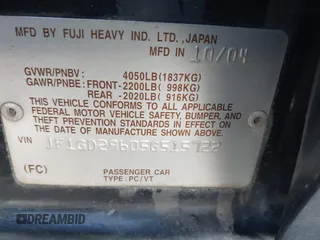 MFD BY FUJI HEAVY IND. LTD., JAPAN
MFD IN 10/04
GVWR/PNBV: 4050LB(1837KG)
GAWR/PNBE: FRONT-2200LB( 998KG)
REAR -2020LB( 916KG)
THIS VEHICLE CONFORMS TO ALL APPLICABLE
FEDERAL MOTOR VEHICLE SAFETY, BUMPER, AND
THEFT PREVENTION STANDARDS IN EFFECT ON THE
DATE OF MANUFACTURE SHOWN ABOVE.
VIN
(FC)
PASSENGER CAR
TYPE: PC/VT
DREAMBID